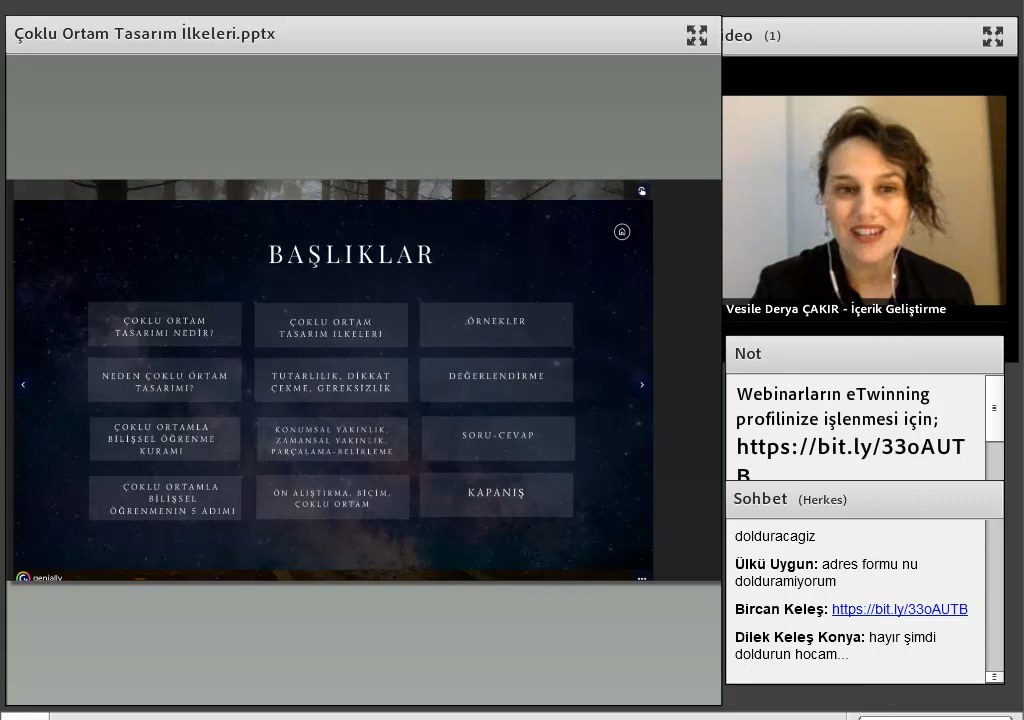 Çoklu Ortam Tasarım İlkeleri.pptx
ideo (1)
BAŞLIKLAR
ÇOKLU ORTAM
TASARIMI NEDİR?
ÇOKLU ORTAM
TASARIM ILKELERI
ÖRNEKLER
NEDEN ÇOKLU ORTAM
TASARIMI?
TUTARLILIK, DİKKAT
ÇEKME, GEREKSİZLİK
DEĞERLENDİRME
ÇOKLU ORTAMLA
BİLİŞSEL ÖĞRENME
KURAMI
KONUMSAL YAKINLIK,
ZAMANSAL YAKINLIK,
PARÇALAMA-BELİRLEME
SORU-CEVAP
ÇOKLU ORTAMLA
BİLİŞSEL
ÖĞRENMENIN 5 ADIMI
ÖN ALIŞTIRMA, BİÇİM,
ÇOKLU ORTAM
KAPANIŞ
genially
Vesile Derya ÇAKIR - İçerik Geliştirme
Not
Webinarların eTwinning
profilinize işlenmesi için;
https://bit.ly/33oAUT
B
Sohbet (Herkes)
dolduracagiz
Ülkü Uygun: adres formu nu
dolduramiyorum
Bircan Keleş: https://bit.ly/33oAUTB
Dilek Keleş Konya: hayır şimdi
doldurun hocam...